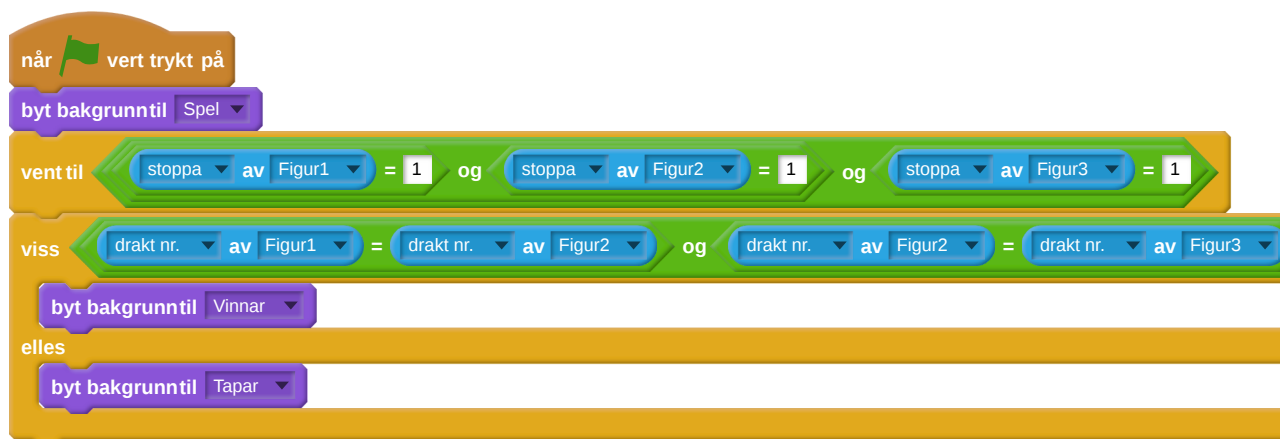 når vert trykt på
byt bakgrunn til Spel
vent til stoppa av Figur1 = 1 og stoppa av Figur2 = 1 og stoppa av Figur3 = 1
viss drakt nr. av Figur1 = drakt nr. av Figur2 og drakt nr. av Figur2 = drakt nr. av Figur3
byt bakgrunn til Vinnar
elles
byt bakgrunn til Tapar